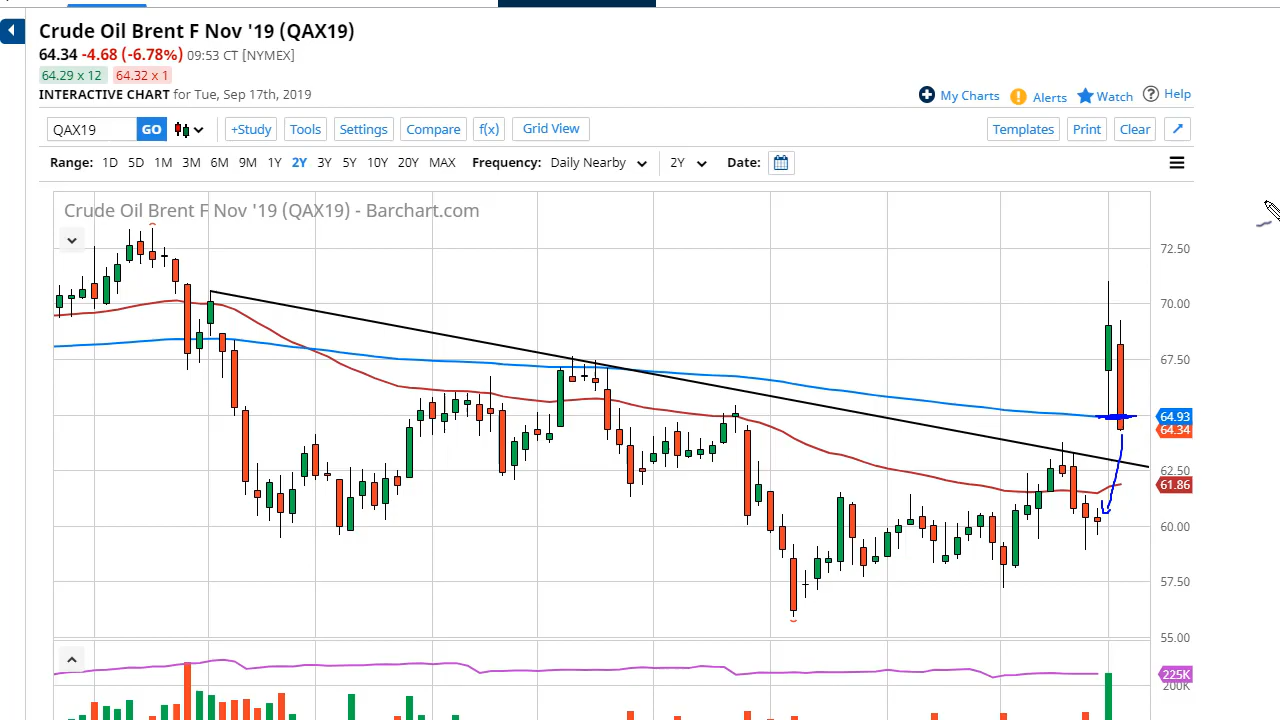 Crude Oil Brent F Nov '19 (QAX19)
64.34 -4.68 (-6.78%) 09:53 CT [NYMEX]
64.29 x 12 64.32 x 1
INTERACTIVE CHART for Tue, Sep 17th, 2019
My Charts Alerts Watch Help
QAX19 GO +Study Tools Settings Compare f(x) Grid View Templates Print Clear
Range: 1D 5D 1M 3M 6M 9M 1Y 2Y 3Y 5Y 10Y 20Y MAX Frequency: Daily Nearby 2Y Date:
Crude Oil Brent F Nov '19 (QAX19) - Barchart.com
72.50
70.00
67.50
64.93
64.34
62.50
61.86
60.00
57.50
55.00
225K
200K